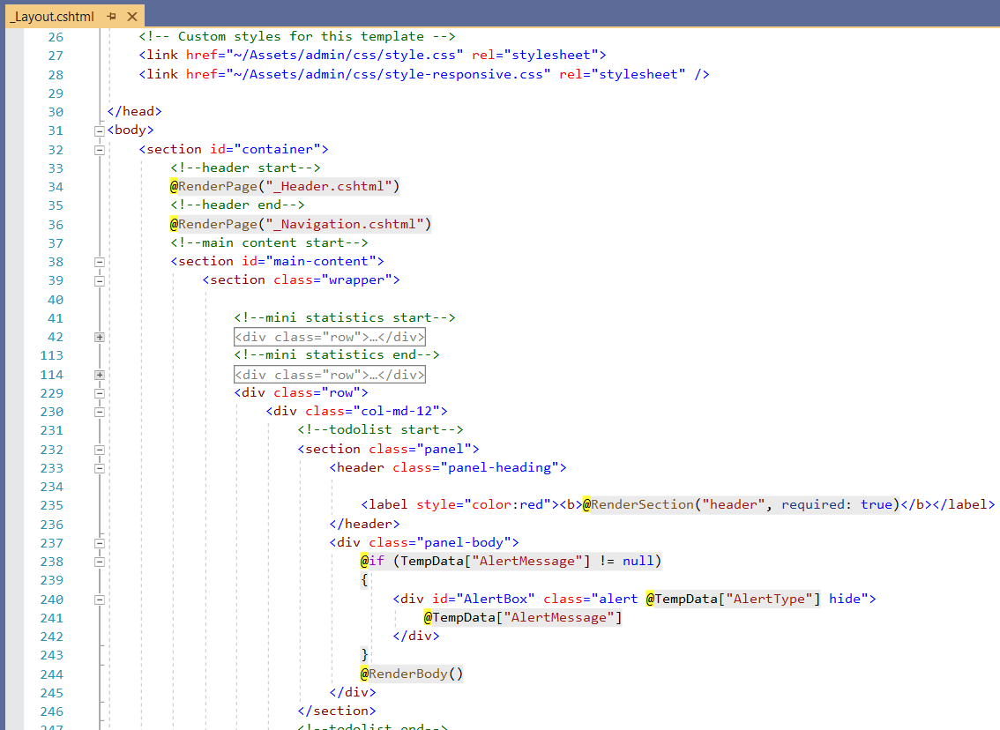 _Layout.cshtml
26 <!-- Custom styles for this template -->
27 <link href="~/Assets/admin/css/style.css" rel="stylesheet">
28 <link href="~/Assets/admin/css/style-responsive.css" rel="stylesheet" />
29
30 </head>
31 <body>
32 <section id="container">
33 <!--header start-->
34 @RenderPage("_Header.cshtml")
35 <!--header end-->
36 @RenderPage("_Navigation.cshtml")
37 <!--main content start-->
38 <section id="main-content">
39 <section class="wrapper">
40
41 <!--mini statistics start-->
42 <div class="row">…</div>
113 <!--mini statistics end-->
114 <div class="row">…</div>
229 <div class="row">
230 <div class="col-md-12">
231 <!--todolist start-->
232 <section class="panel">
233 <header class="panel-heading">
234
235 <label style="color:red"><b>@RenderSection("header", required: true)</b></label>
236 </header>
237 <div class="panel-body">
238 @if (TempData["AlertMessage"] != null)
239 {
240 <div id="AlertBox" class="alert @TempData["AlertType"] hide">
241 @TempData["AlertMessage"]
242 </div>
243 }
244 @RenderBody()
245 </div>
246 </section>
247 <!--todolist end-->